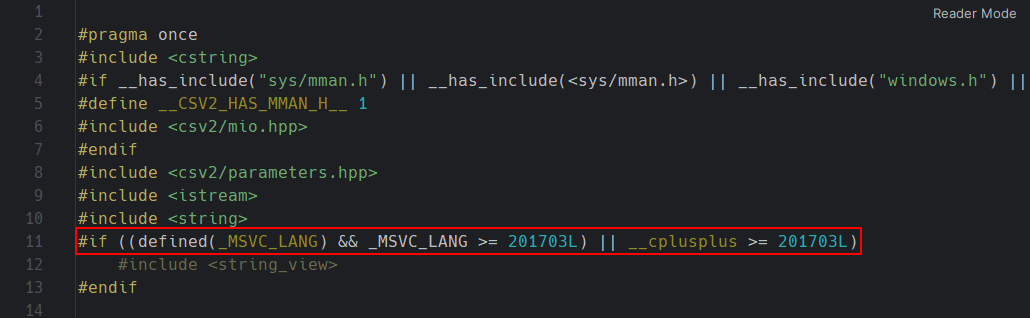 1
Reader Mode
2 #pragma once
3 #include <cstring>
4 #if __has_include("sys/mman.h") || __has_include(<sys/mman.h>) || __has_include("windows.h") ||
5 #define __CSV2_HAS_MMAN_H__ 1
6 #include <csv2/mio.hpp>
7 #endif
8 #include <csv2/parameters.hpp>
9 #include <istream>
10 #include <string>
11 #if ((defined(_MSVC_LANG) && _MSVC_LANG >= 201703L) || __cplusplus >= 201703L)
12     #include <string_view>
13 #endif
14